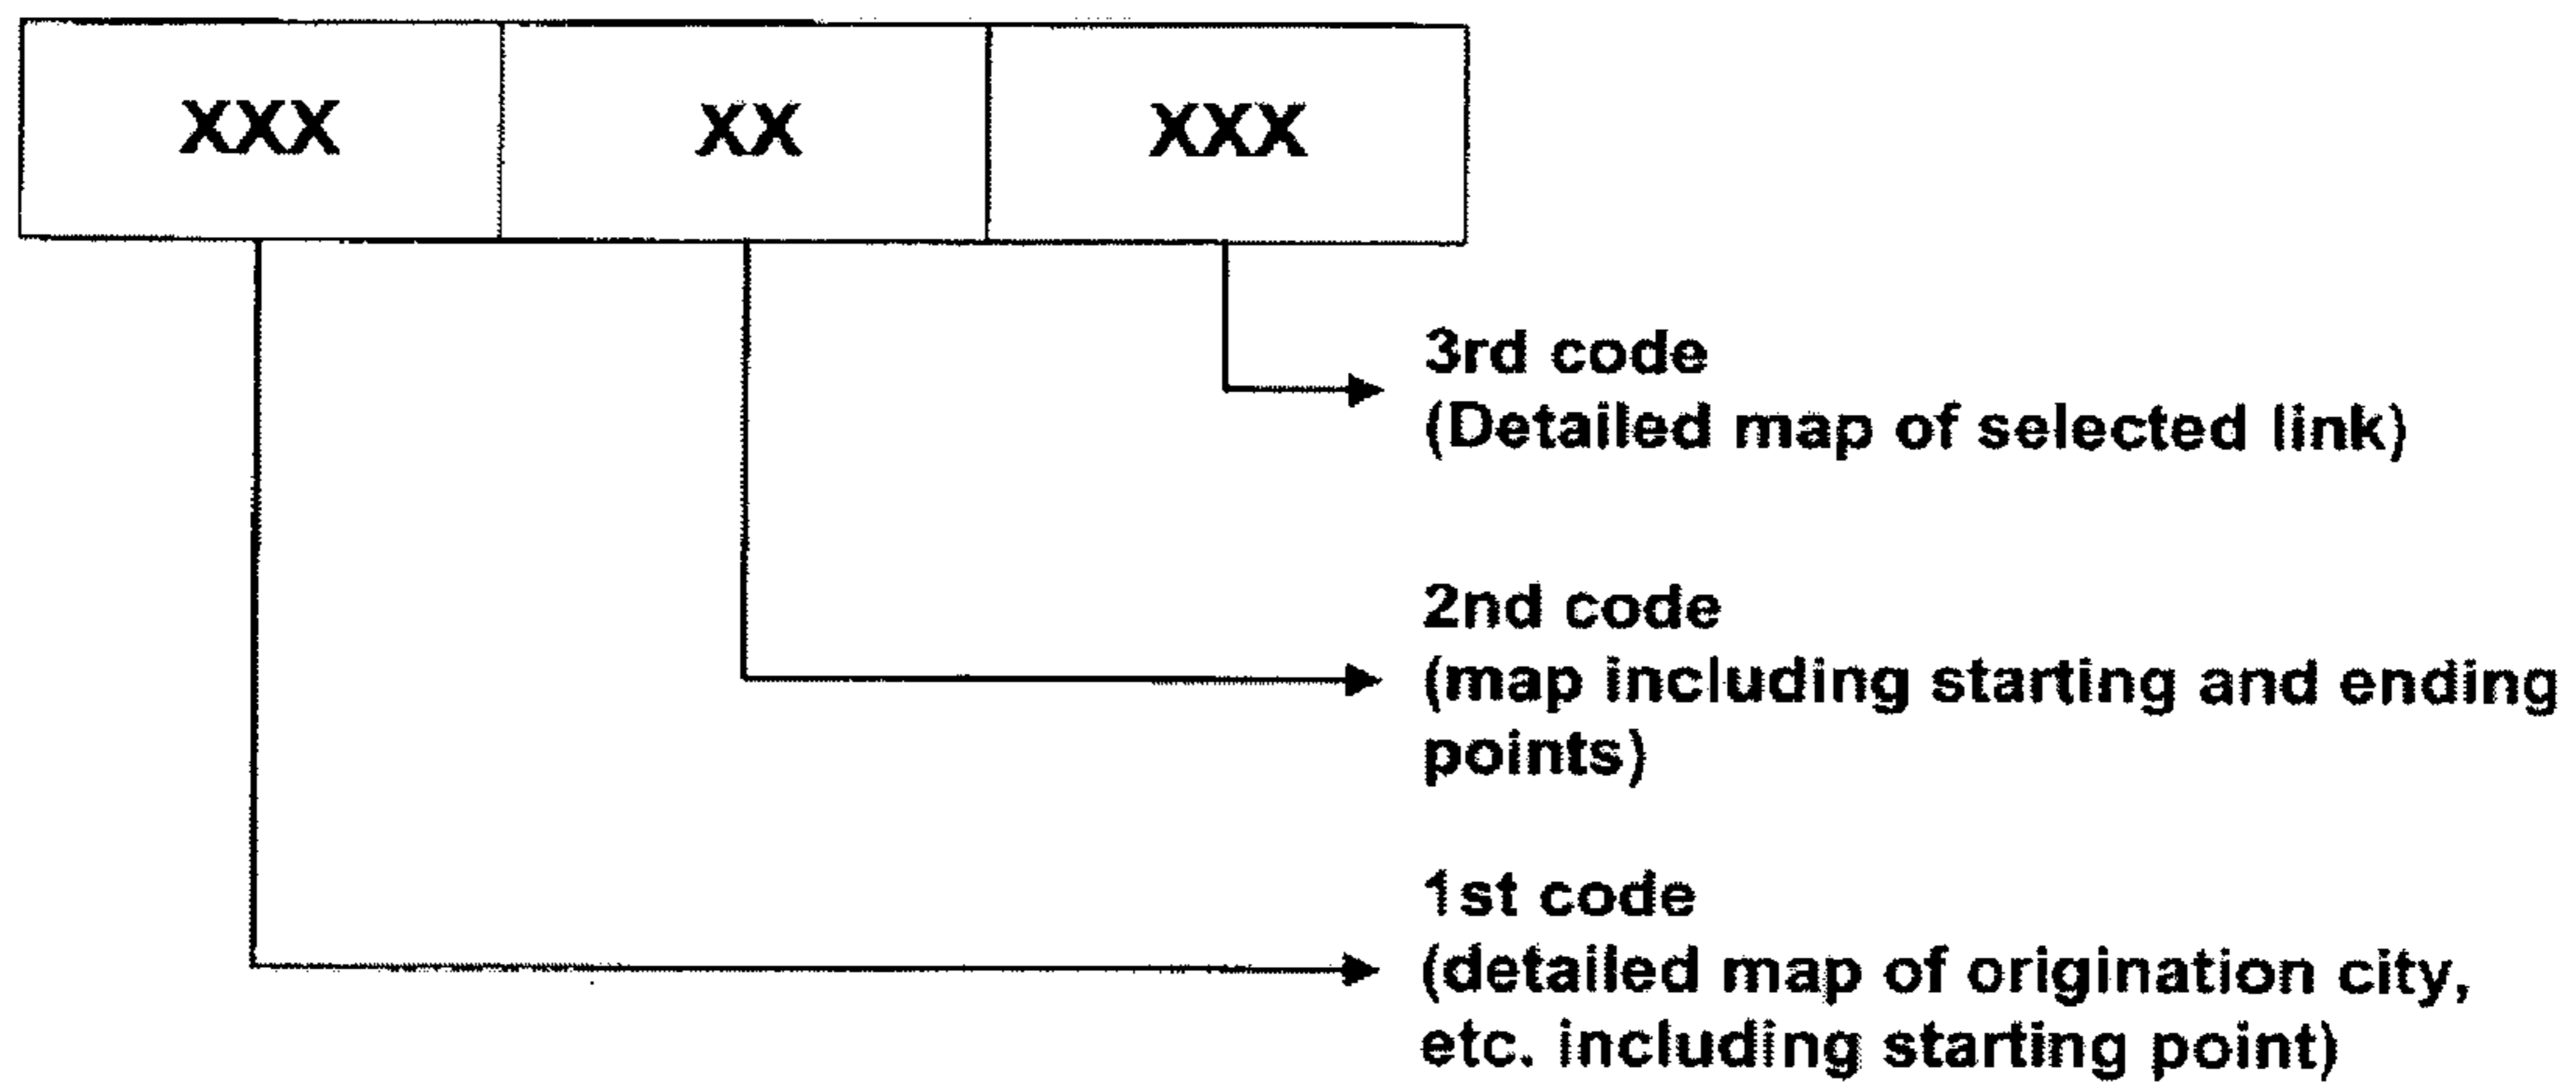 XXX XX XXX
3rd code
(Detailed map of selected link)
2nd code
(map including starting and ending
points)
1st code
(detailed map of origination city,
etc. including starting point)